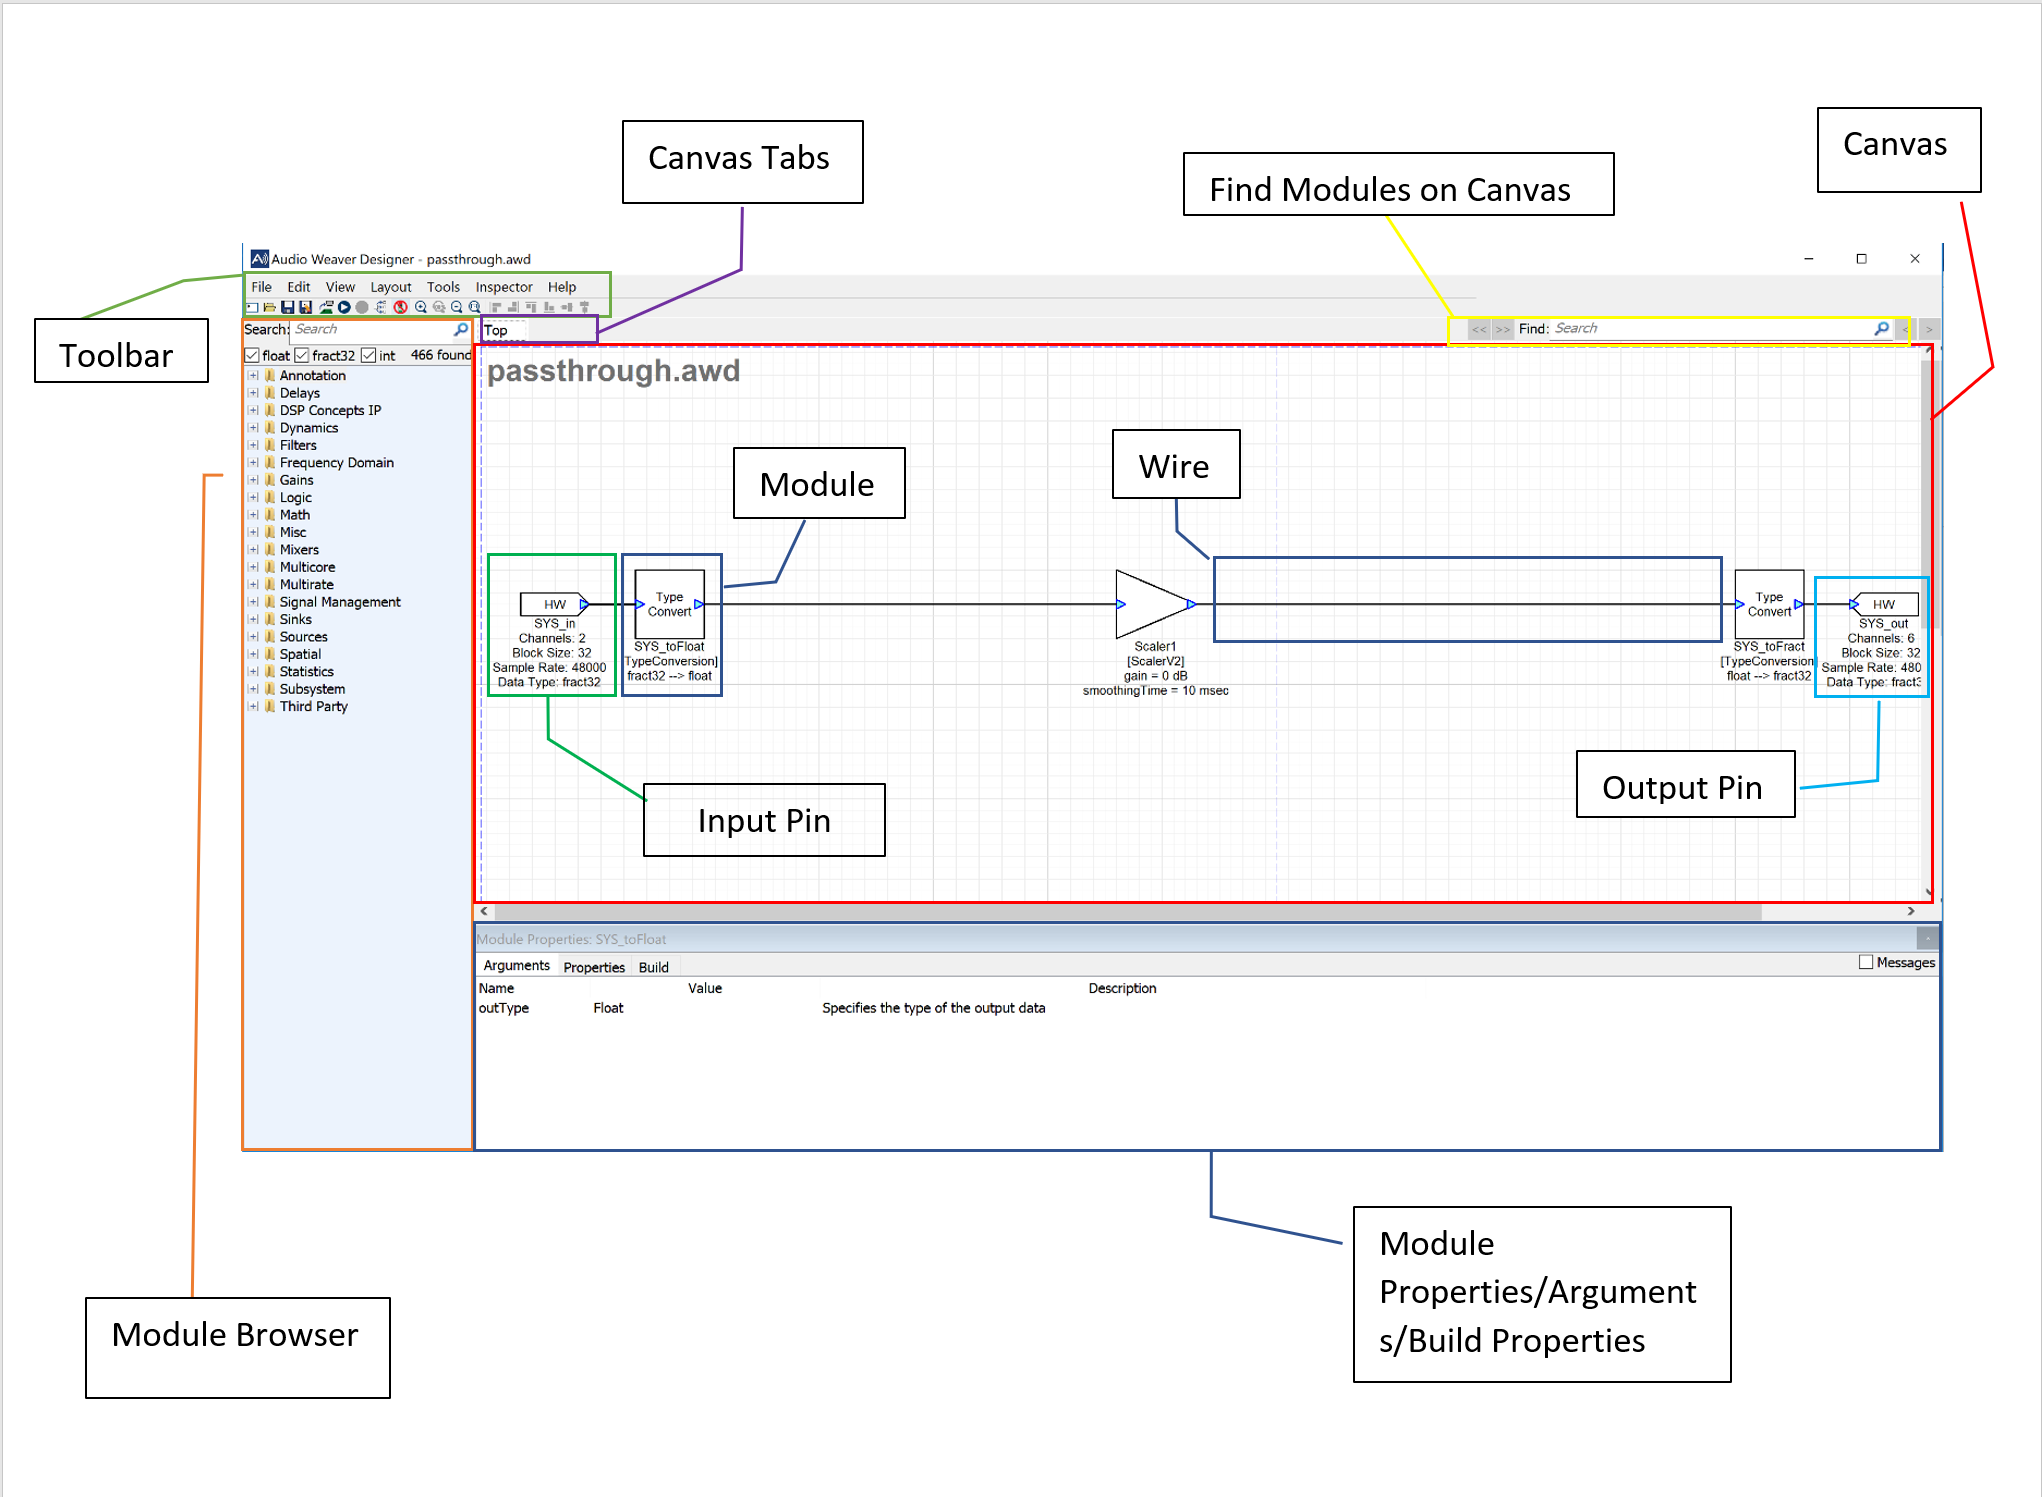 Canvas Tabs
Find Modules on Canvas
Canvas
Audio Weaver Designer - passthrough.awd
File Edit View Layout Tools Inspector Help
Toolbar
Search: Search
Top
<< >> Find: Search < >
float fract32 int 466 found
passthrough.awd
Annotation
Delays
DSP Concepts IP
Dynamics
Filters
Frequency Domain
Gains
Logic
Math
Misc
Mixers
Multicore
Multirate
Signal Management
Sinks
Sources
Spatial
Statistics
Subsystem
Third Party
Module
Wire
HW
SYS_in
Channels: 2
Block Size: 32
Sample Rate: 48000
Data Type: fract32
Type
Convert
SYS_toFloat
TypeConversion]
fract32 --> float
Scaler1
[ScalerV2]
gain = 0 dB
smoothingTime = 10 msec
Type
Convert
SYS_toFract
[TypeConversion
float --> fract32
HW
SYS_out
Channels: 6
Block Size: 32
Sample Rate: 480
Data Type: fract3
Input Pin
Output Pin
Module Properties: SYS_toFloat
Arguments Properties Build
Messages
Name Value Description
outType Float Specifies the type of the output data
Module Browser
Module
Properties/Argument
s/Build Properties